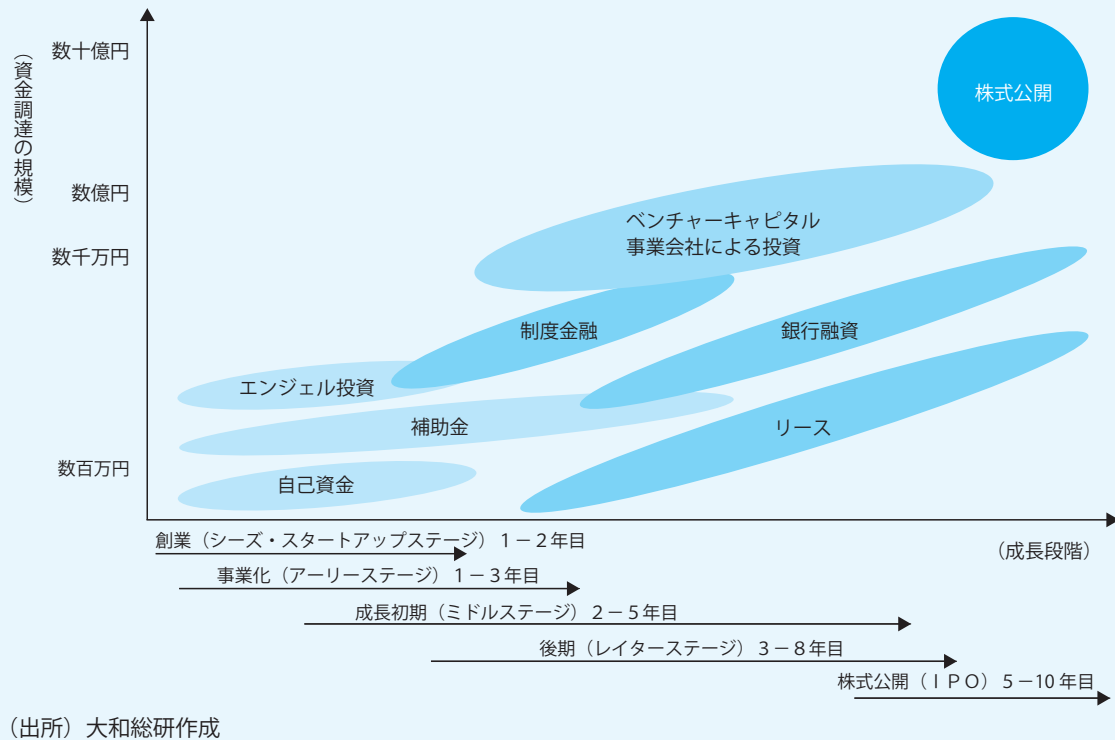 （資金調達の規模）
数十億円
数億円
数千万円
数百万円
株式公開
ベンチャーキャピタル
事業会社による投資
制度金融
銀行融資
エンジェル投資
補助金
リース
自己資金
創業（シーズ・スタートアップステージ）１－２年目
（成長段階）
事業化（アーリーステージ）１－３年目
成長初期（ミドルステージ）２－５年目
後期（レイターステージ）３－８年目
株式公開（ＩＰＯ）５－10年目
（出所）大和総研作成